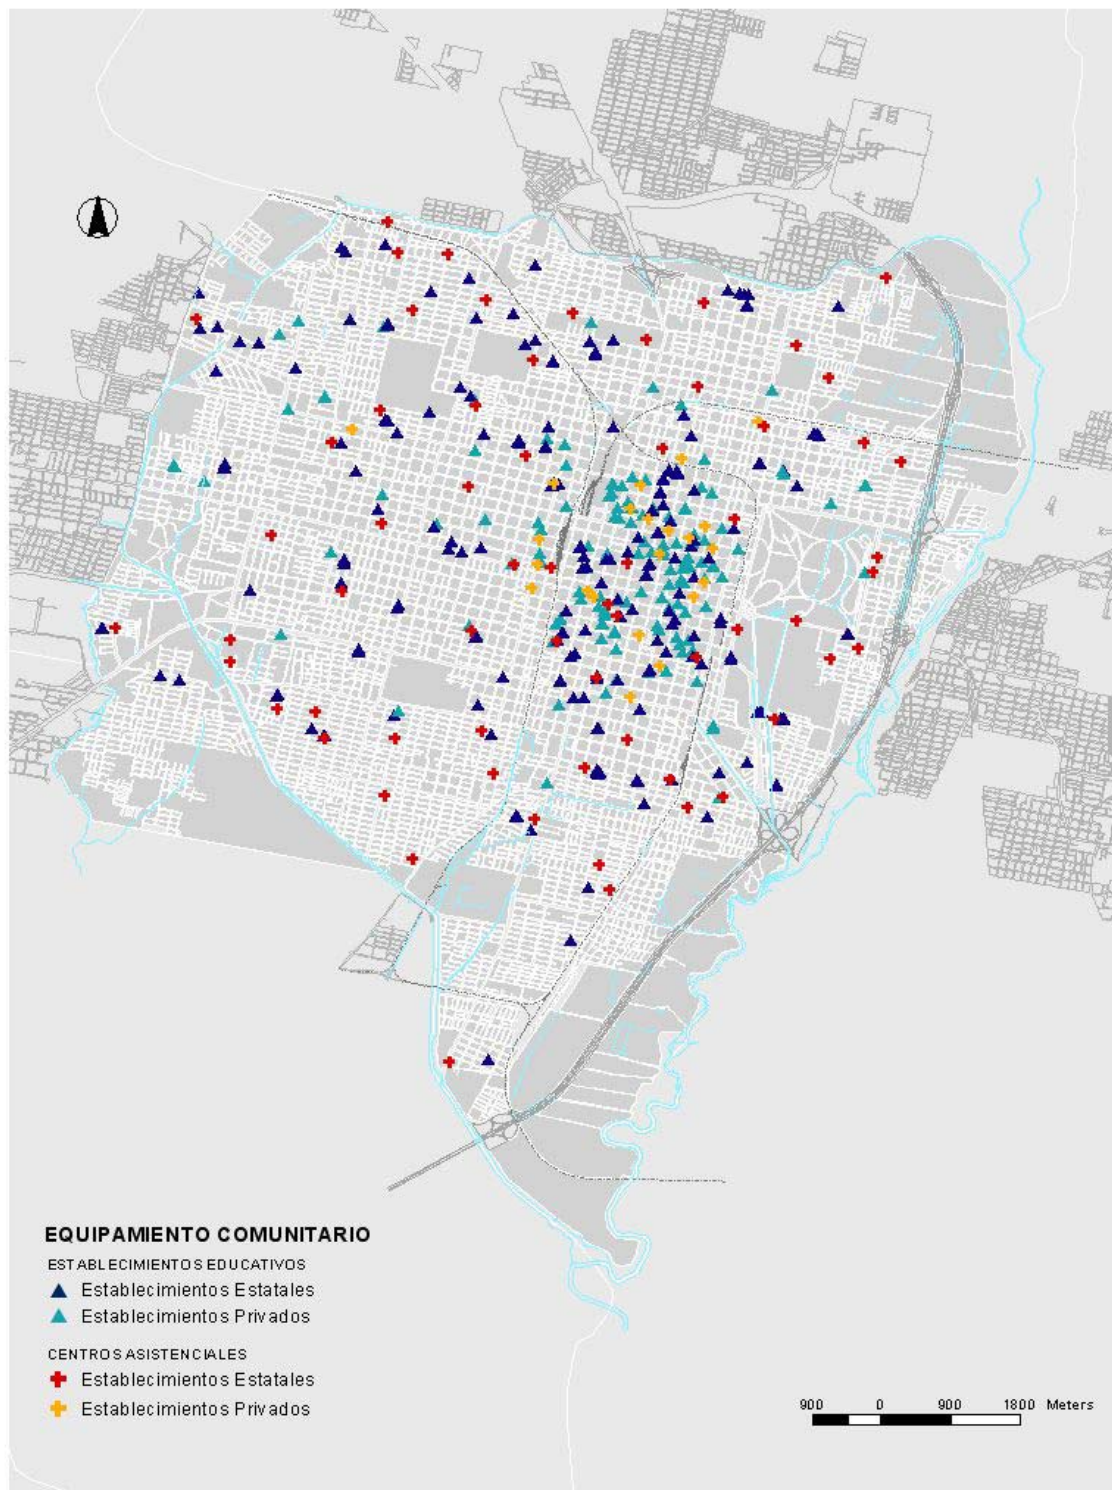 EQUIPAMIENTO COMUNITARIO
ESTABLECIMIENTOS EDUCATIVOS
Establecimientos Estatales
Establecimientos Privados
CENTROS ASISTENCIALES
Establecimientos Estatales
Establecimientos Privados
900 0 900 1800 Meters